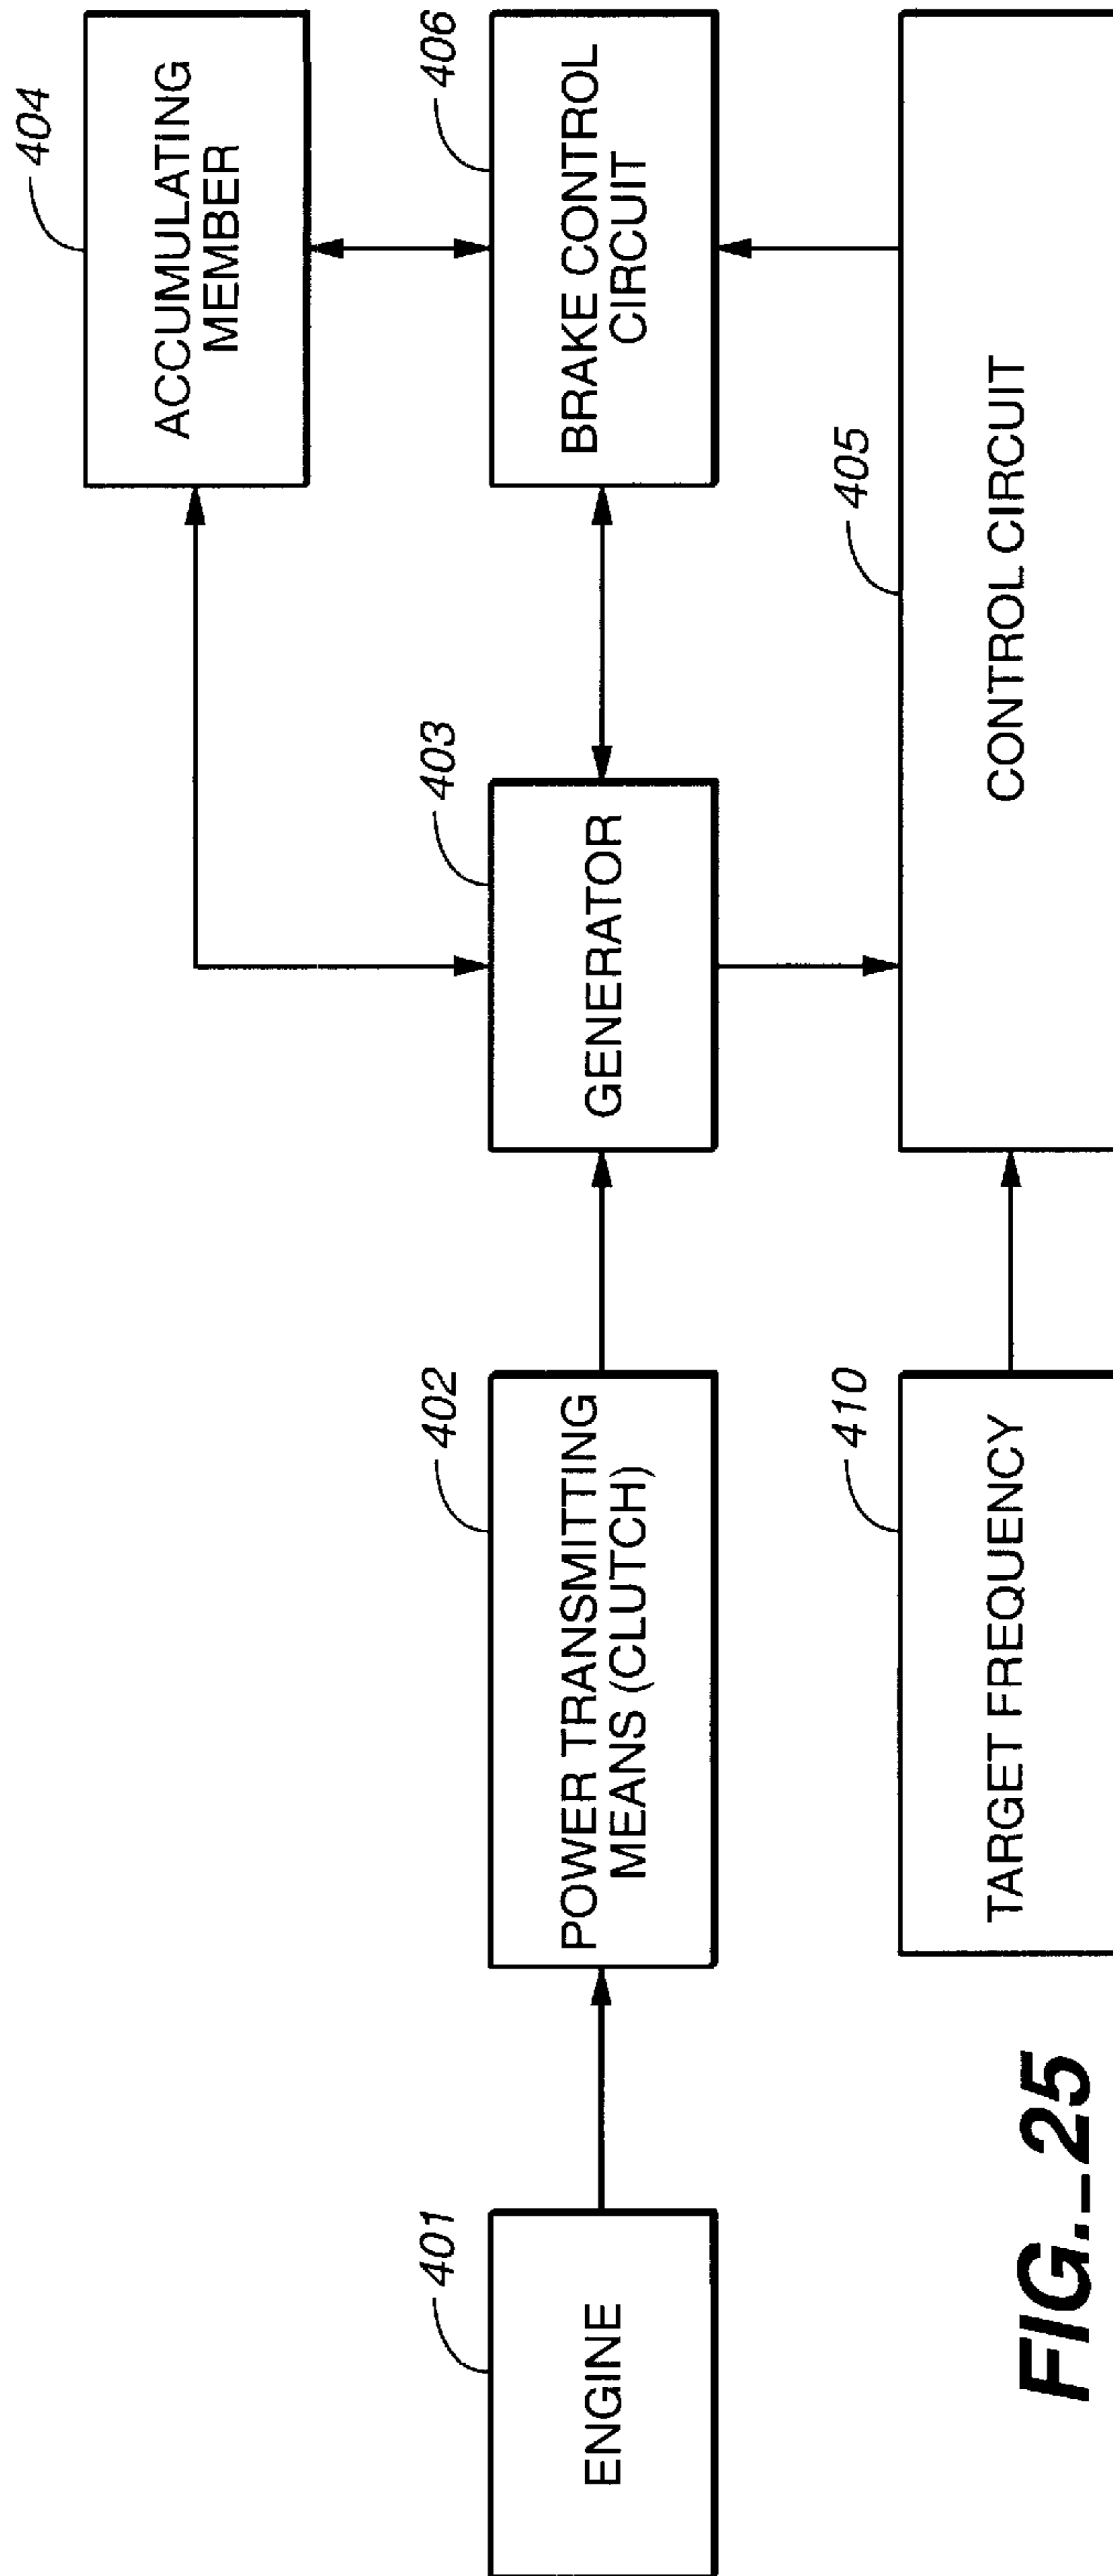 404
ACCUMULATING
MEMBER
401
ENGINE
402
POWER TRANSMITTING
MEANS (CLUTCH)
403
GENERATOR
406
BRAKE CONTROL
CIRCUIT
410
TARGET FREQUENCY
405
CONTROL CIRCUIT
FIG._25